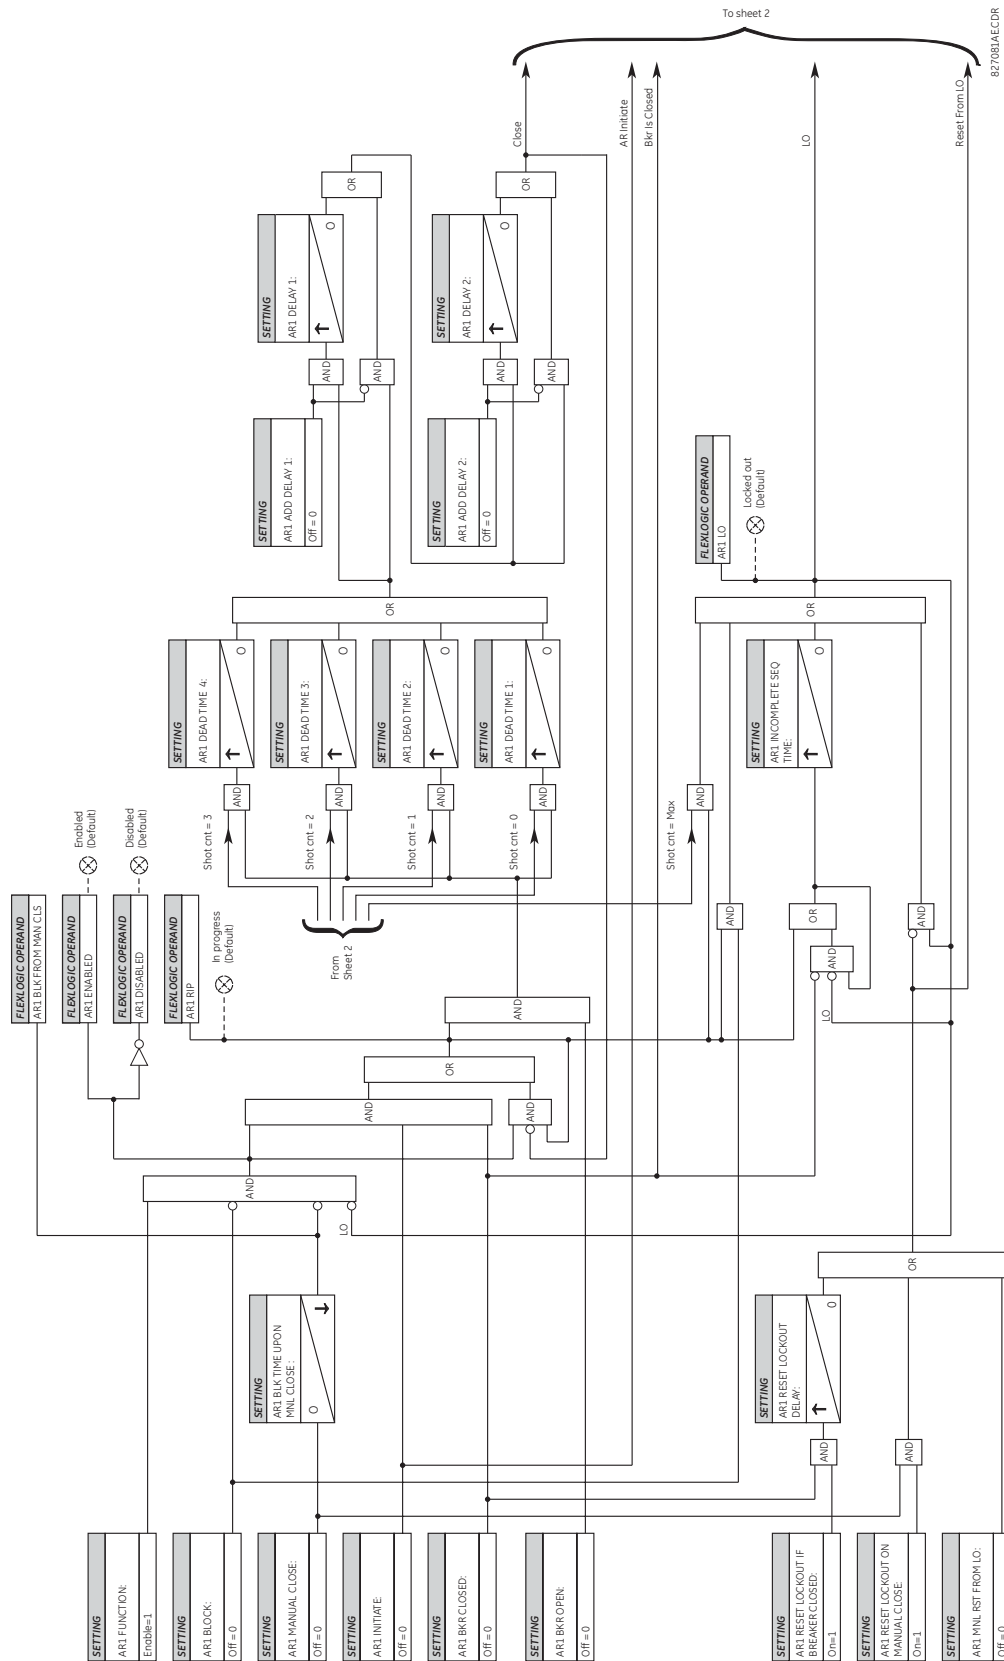 SETTING
AR1 FUNCTION:
Enable=1
SETTING
AR1 BLOCK:
Off = 0
SETTING
AR1 MANUAL CLOSE:
Off = 0
SETTING
AR1 INITIATE:
Off = 0
SETTING
AR1 BKR CLOSED:
Off = 0
SETTING
AR1 BKR OPEN:
Off = 0
SETTING
AR1 RESET LOCKOUT IF
BREAKER CLOSED:
On=1
SETTING
AR1 RESET LOCKOUT ON
MANUAL CLOSE:
On=1
SETTING
AR1 MNL RST FROM LO:
Off = 0
SETTING
AR1 BLK TIME UPON
MNL CLOSE :
O
AND
AND
SETTING
AR1 RESET LOCKOUT
DELAY:
0
OR
LO
AND
AND
AND
OR
AND
FLEXLOGIC OPERAND
AR1 BLK FROM MAN CLS
FLEXLOGIC OPERAND
AR1 ENABLED
Enabled
(Default)
FLEXLOGIC OPERAND
AR1 DISABLED
Disabled
(Default)
FLEXLOGIC OPERAND
AR1 RIP
In progress
(Default)
From
Sheet 2
Shot cnt = 3
Shot cnt = 2
Shot cnt = 1
Shot cnt = 0
Shot cnt = Max
AND
AND
AND
AND
AND
AND
LO
AND
OR
AND
SETTING
AR1 DEAD TIME 4:
O
SETTING
AR1 DEAD TIME 3:
O
SETTING
AR1 DEAD TIME 2:
O
SETTING
AR1 DEAD TIME 1:
O
SETTING
AR1 INCOMPLETE SEQ
TIME:
O
OR
OR
FLEXLOGIC OPERAND
AR1 LO
Locked out
(Default)
SETTING
AR1 ADD DELAY 1:
Off = 0
SETTING
AR1 ADD DELAY 2:
Off = 0
AND
AND
AND
AND
SETTING
AR1 DELAY 1:
O
SETTING
AR1 DELAY 2:
O
OR
OR
Close
AR Initiate
Bkr Is Closed
LO
Reset From LO
To sheet 2
827081AE.CDR